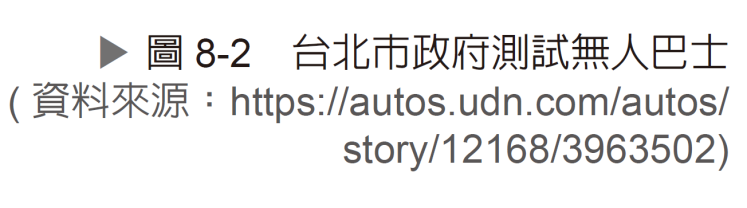 ▶ 圖 8-2　台北市政府測試無人巴士
( 資料來源：https://autos.udn.com/autos/
story/12168/3963502)